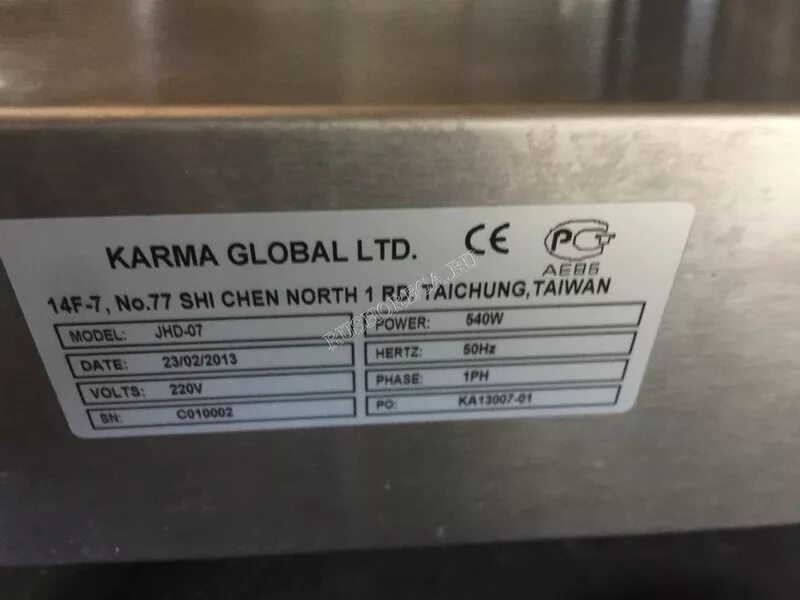 KARMA GLOBAL LTD. CE PCT
AE86
14F-7, No.77 SHI CHEN NORTH 1 RD. TAICHUNG, TAIWAN
MODEL: JHD-07 POWER: 540W
DATE: 23/02/2013 HERTZ: 50Hz
VOLTS: 220V PHASE: 1PH
SN: C010002 PO: KA13007-01
RUSHOLODA.RU